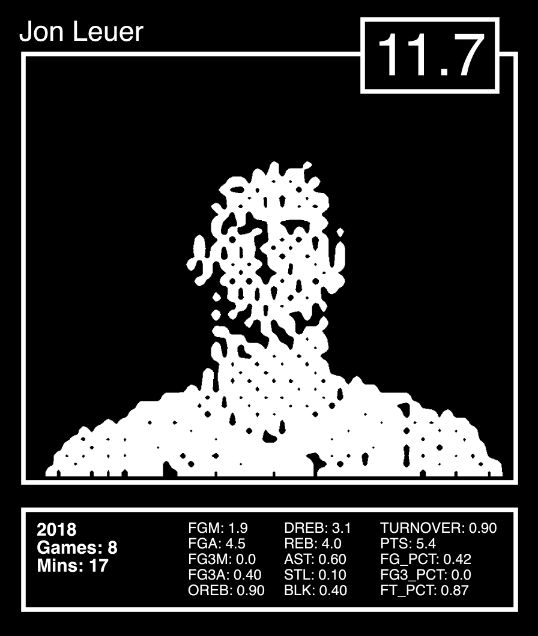 Jon Leuer
11.7
2018
Games: 8
Mins: 17
FGM: 1.9
FGA: 4.5
FG3M: 0.0
FG3A: 0.40
OREB: 0.90
DREB: 3.1
REB: 4.0
AST: 0.60
STL: 0.10
BLK: 0.40
TURNOVER: 0.90
PTS: 5.4
FG_PCT: 0.42
FG3_PCT: 0.0
FT_PCT: 0.87